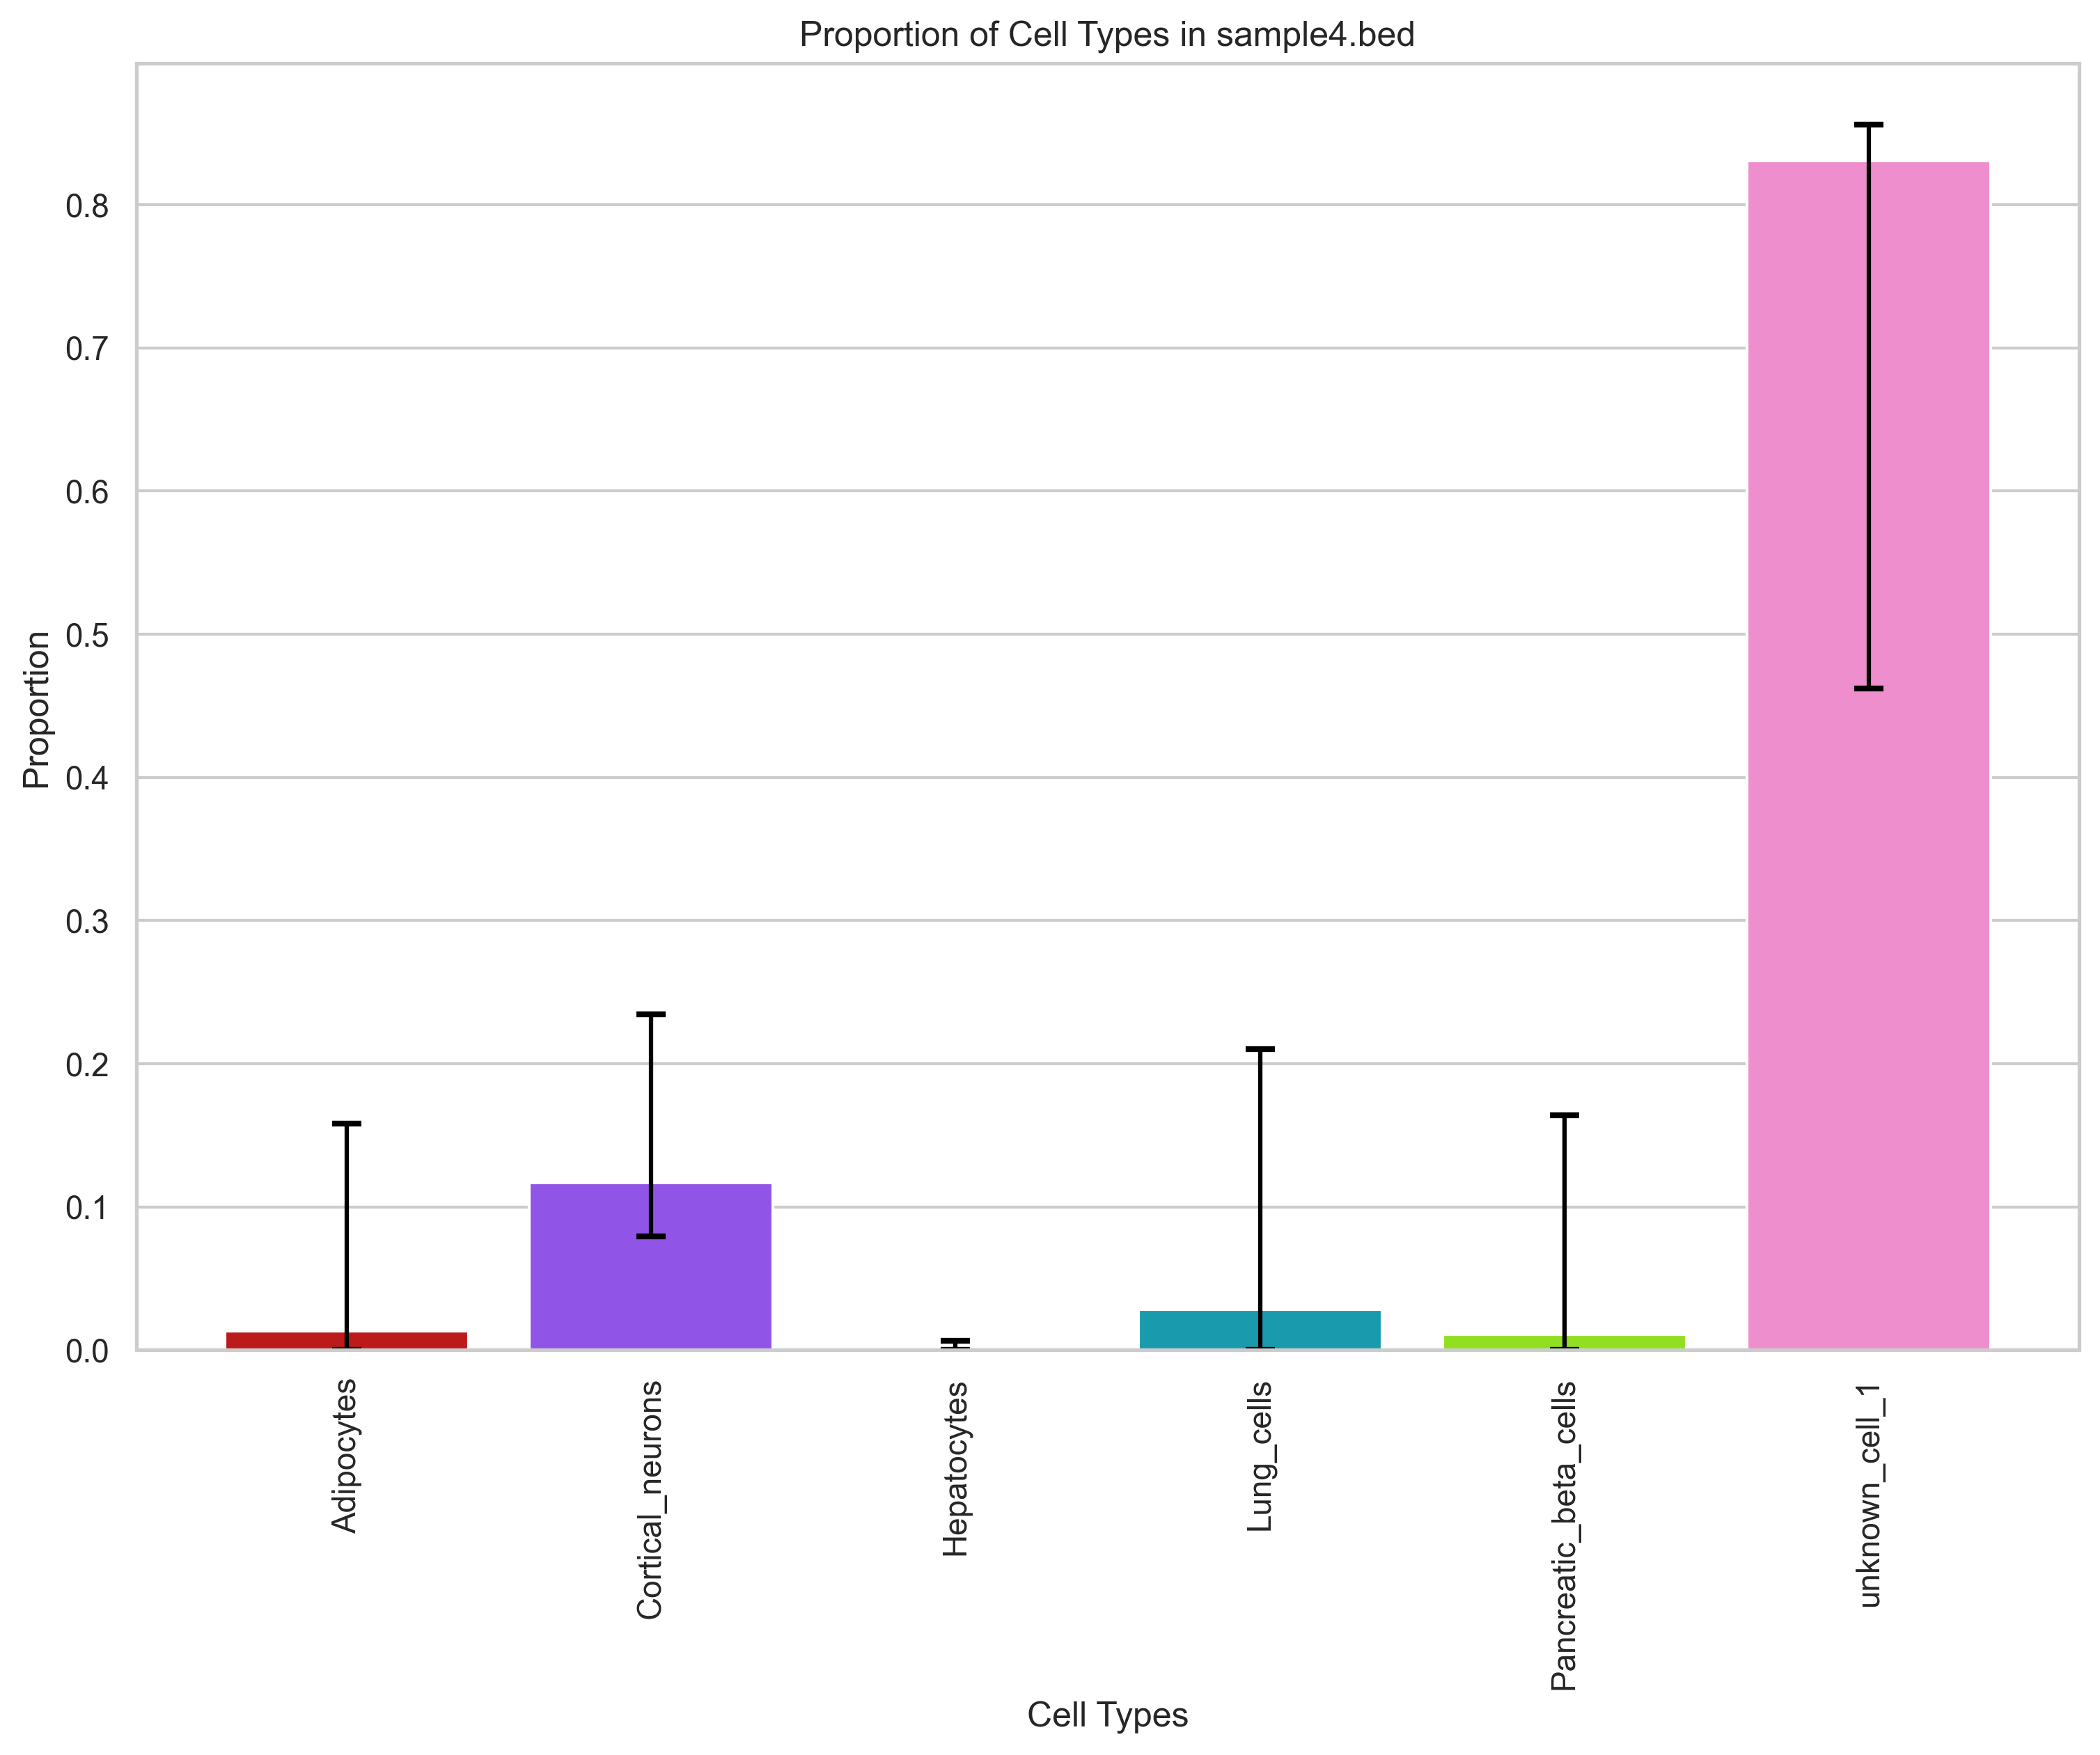 Proportion of Cell Types in sample4.bed
Proportion
0.8
0.7
0.6
0.5
0.4
0.3
0.2
0.1
0.0
Adipocytes
Cortical_neurons
Hepatocytes
Lung_cells
Pancreatic_beta_cells
unknown_cell_1
Cell Types